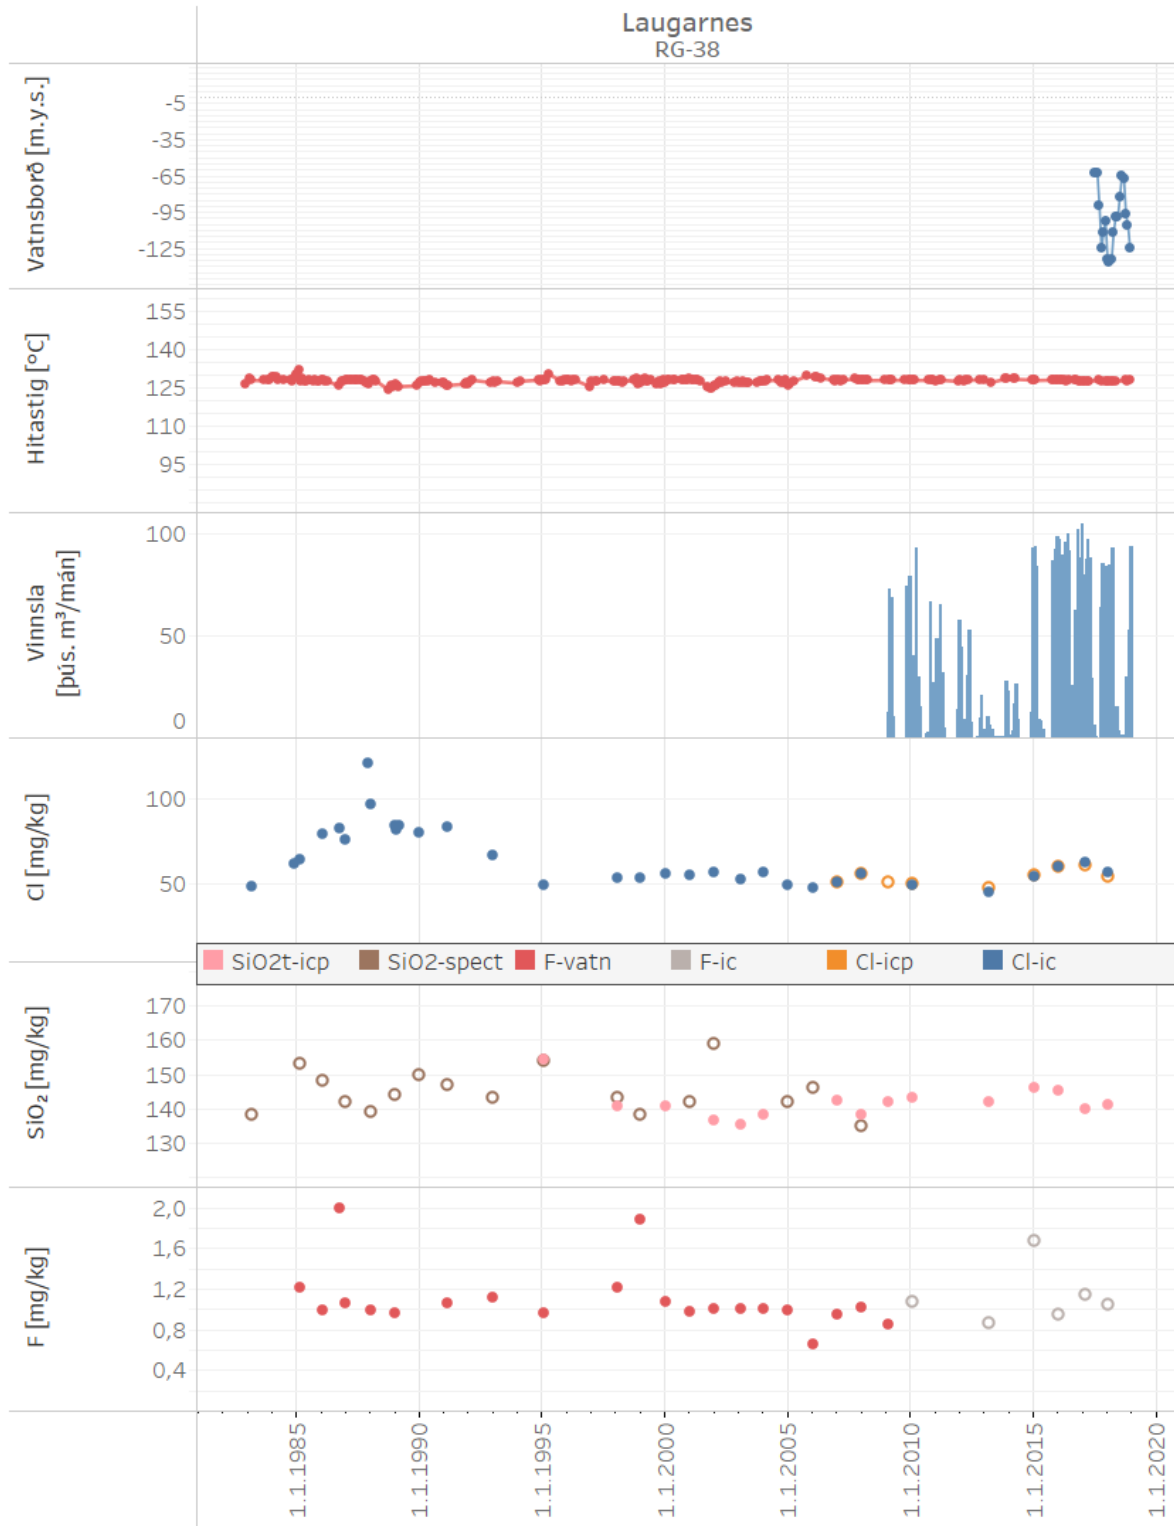 Laugarnes
RG-38
Vatnsborð [m.y.s.]
-5
-35
-65
-95
-125
Hitastig [°C]
155
140
125
110
95
Vinnsla
[þús. m³/mán]
100
50
0
Cl [mg/kg]
100
50
SiO2t-icp SiO2-spect F-vatn F-ic Cl-icp Cl-ic
SiO₂ [mg/kg]
170
160
150
140
130
F [mg/kg]
2,0
1,6
1,2
0,8
0,4
1.1.1985 1.1.1990 1.1.1995 1.1.2000 1.1.2005 1.1.2010 1.1.2015 1.1.2020